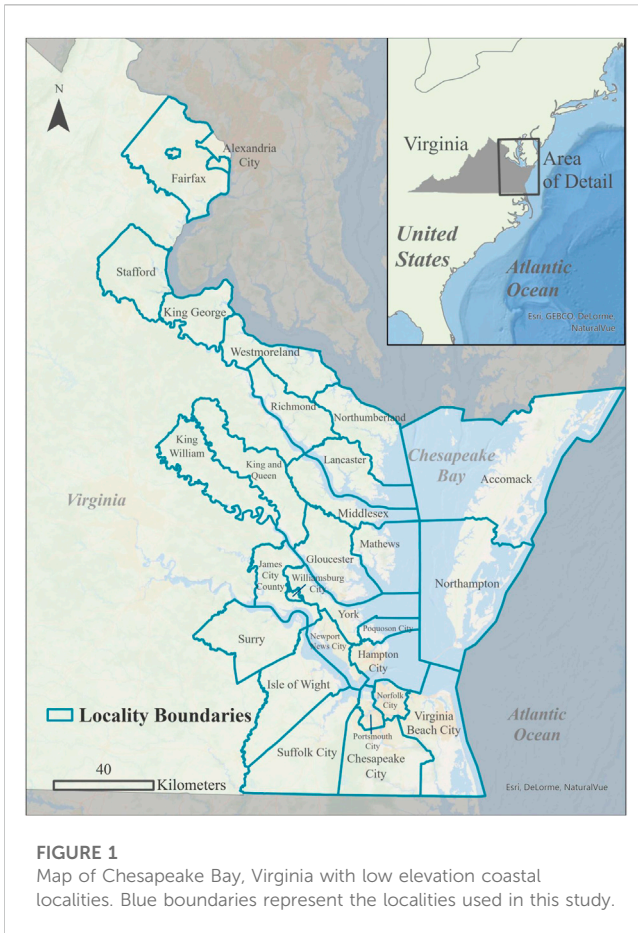 N
Alexandria
City
Fairfax
Virginia
Area
of Detail
United
States
Atlantic
Ocean
Esri, GEBCO, DeLorme,
NaturalVue
Stafford
King George
Westmoreland
Richmond
Northumberland
King
William
King and
Queen
Lancaster
Chesapeake
Bay
Accomack
Virginia
Middlesex
Mathews
Gloucester
James
City
County
Williamsburg
City
Northampton
York
Poquoson City
Surry
Newport
News City
Hampton
City
Isle of Wight
Norfolk
City
Virginia
Beach City
Locality Boundaries
Portsmouth
City
Suffolk City
Chesapeake
City
Atlantic
Ocean
40
Kilometers
Esri, DeLorme, NaturalVue
FIGURE 1
Map of Chesapeake Bay, Virginia with low elevation coastal
localities. Blue boundaries represent the localities used in this study.